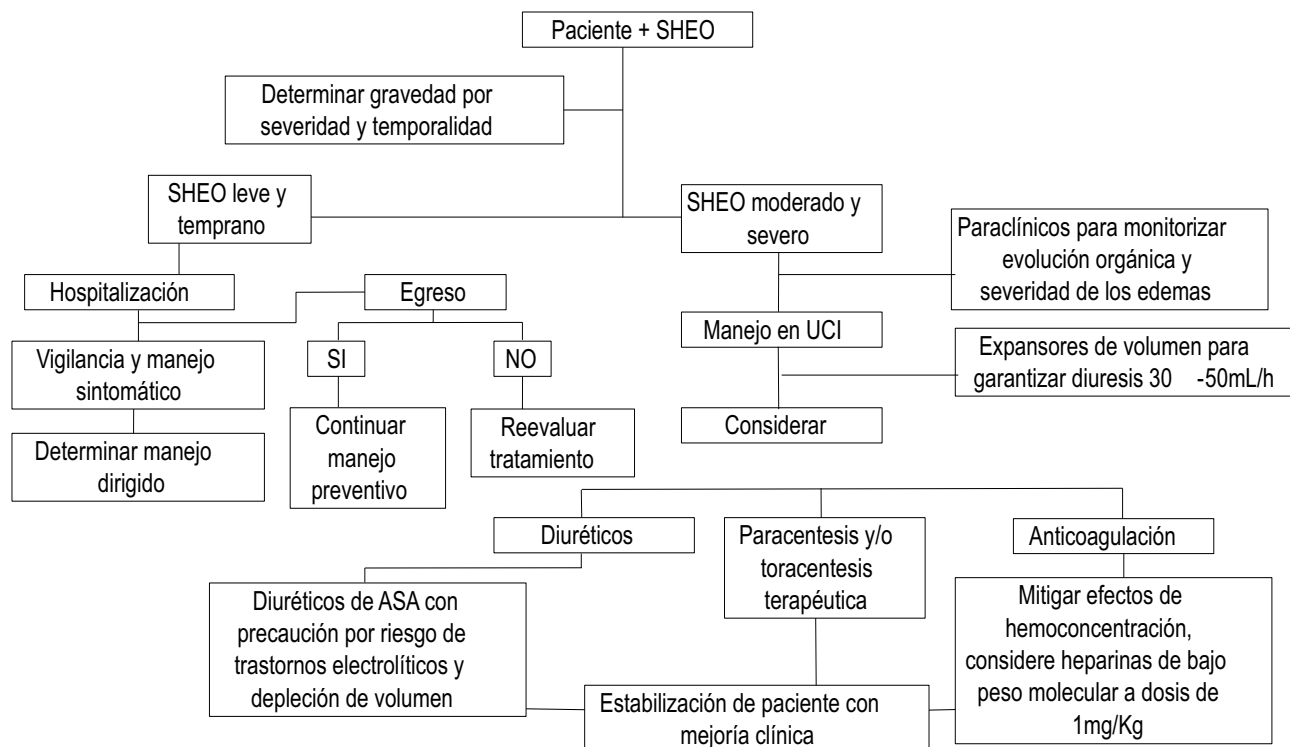 Paciente + SHEO
Determinar gravedad por
severidad y temporalidad
SHEO leve y
temprano
SHEO moderado y
severo
Paraclínicos para monitorizar
evolución orgánica y
severidad de los edemas
Hospitalización
Egreso
Manejo en UCI
Vigilancia y manejo
sintomático
SI
NO
Expansores de volumen para
garantizar diuresis 30 -50mL/h
Determinar manejo
dirigido
Continuar
manejo
preventivo
Reevaluar
tratamiento
Considerar
Diuréticos
Paracentesis y/o
toracentesis
terapéutica
Anticoagulación
Diuréticos de ASA con
precaución por riesgo de
trastornos electrolíticos y
depleción de volumen
Mitigar efectos de
hemoconcentración,
considere heparinas de bajo
peso molecular a dosis de
1mg/Kg
Estabilización de paciente con
mejoría clínica